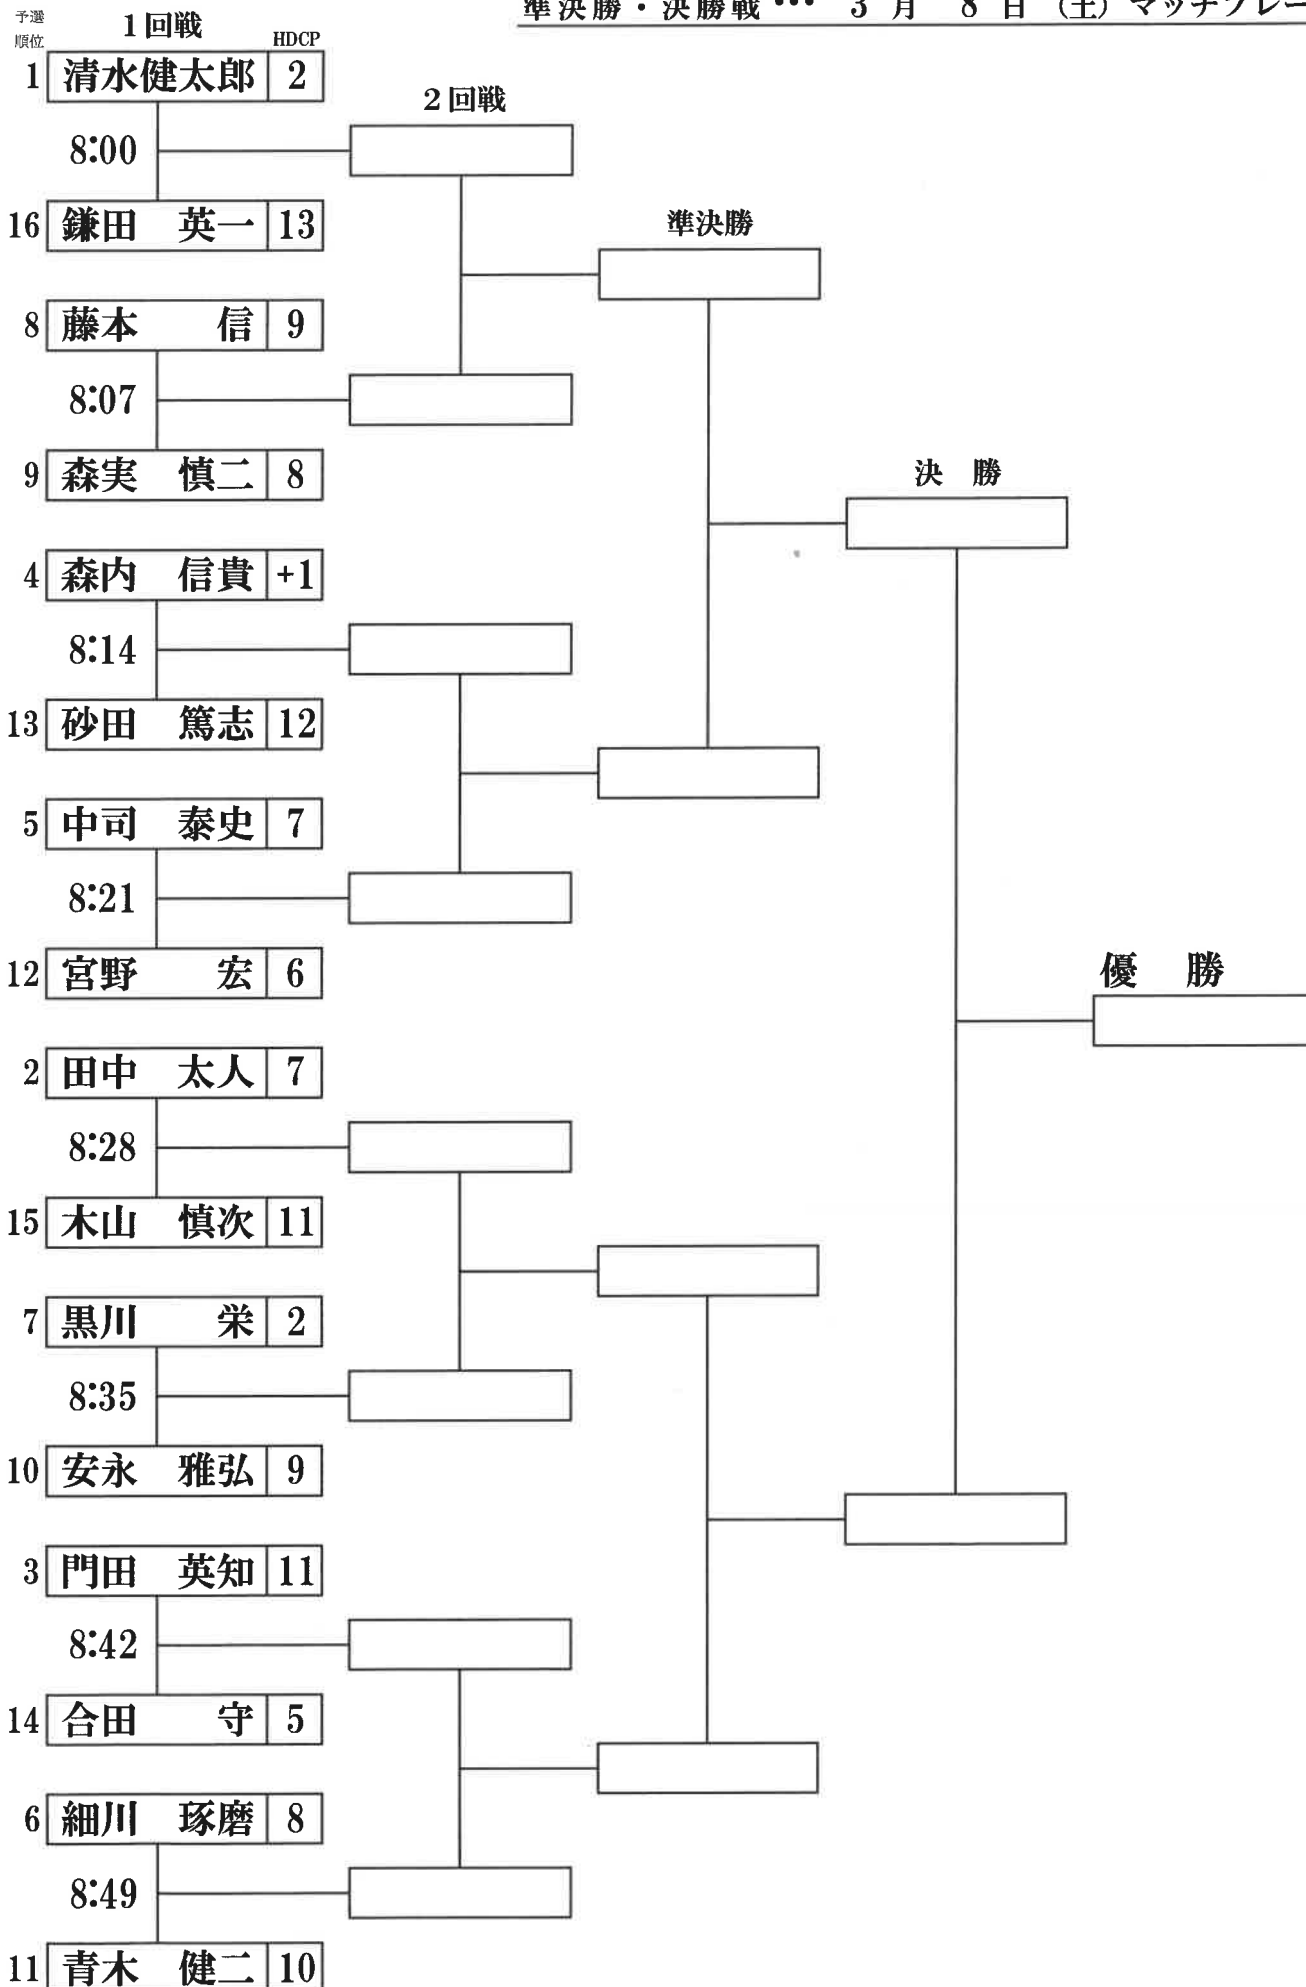 準決勝・決勝戦・・・ 3 月 8 日 (土) マッチプレー
予選
順位
1回戦
HDCP
1 清水健太郎 2
2回戦
8:00
16 鎌田 英一 13
準決勝
8 藤本 信 9
8:07
9 森実 慎二 8
決 勝
4 森内 信貴 +1
8:14
13 砂田 篤志 12
5 中司 泰史 7
8:21
12 宮野 宏 6
優 勝
2 田中 太人 7
8:28
15 木山 慎次 11
7 黒川 栄 2
8:35
10 安永 雅弘 9
3 門田 英知 11
8:42
14 合田 守 5
6 細川 琢磨 8
8:49
11 青木 健二 10